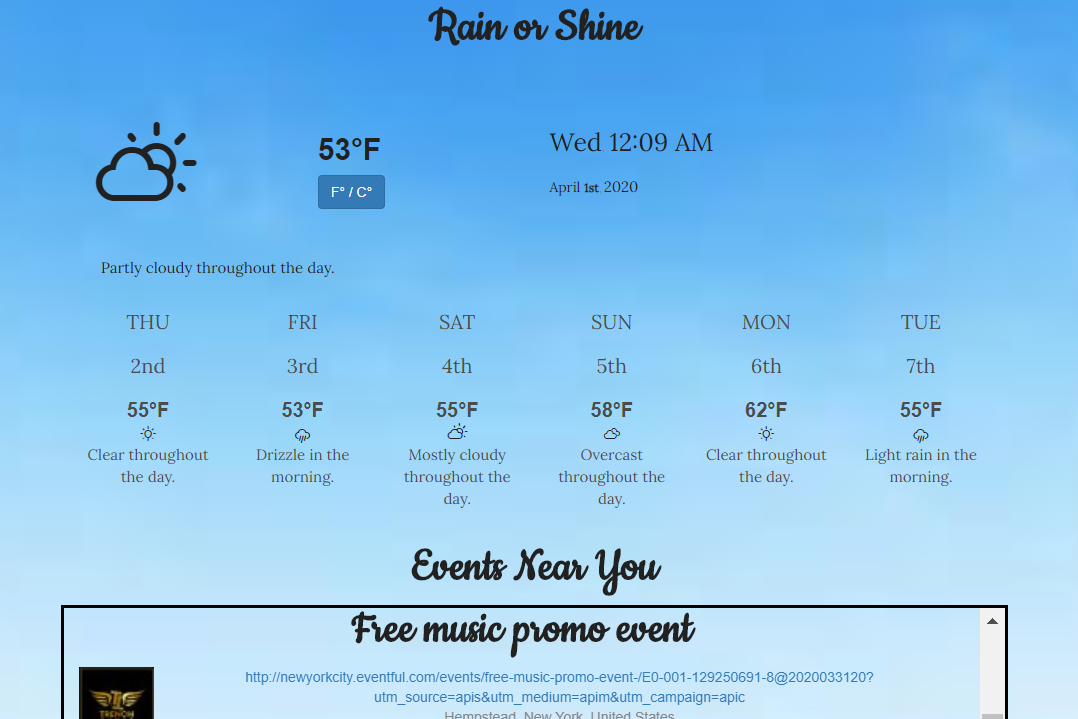 Rain or Shine
53°F
F° / C°
Wed 12:09 AM
April 1st 2020
Partly cloudy throughout the day.
THU
2nd
55°F
Clear throughout
the day.
FRI
3rd
53°F
Drizzle in the
morning.
SAT
4th
55°F
Mostly cloudy
throughout the
day.
SUN
5th
58°F
Overcast
throughout the
day.
MON
6th
62°F
Clear throughout
the day.
TUE
7th
55°F
Light rain in the
morning.
Events Near You
Free music promo event
http://newyorkcity.eventful.com/events/free-music-promo-event-/E0-001-129250691-8@2020033120?
utm_source=apis&utm_medium=apim&utm_campaign=apic
Hempstead, New York, United States